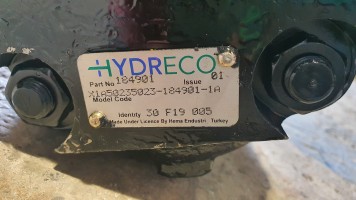 HYDRECO
Part No 184901 Issue 01
X1A50235023-184901-1A
Model Code
Identity 30 F19 005
Made Under Licence By Hema Endustri . Turkey